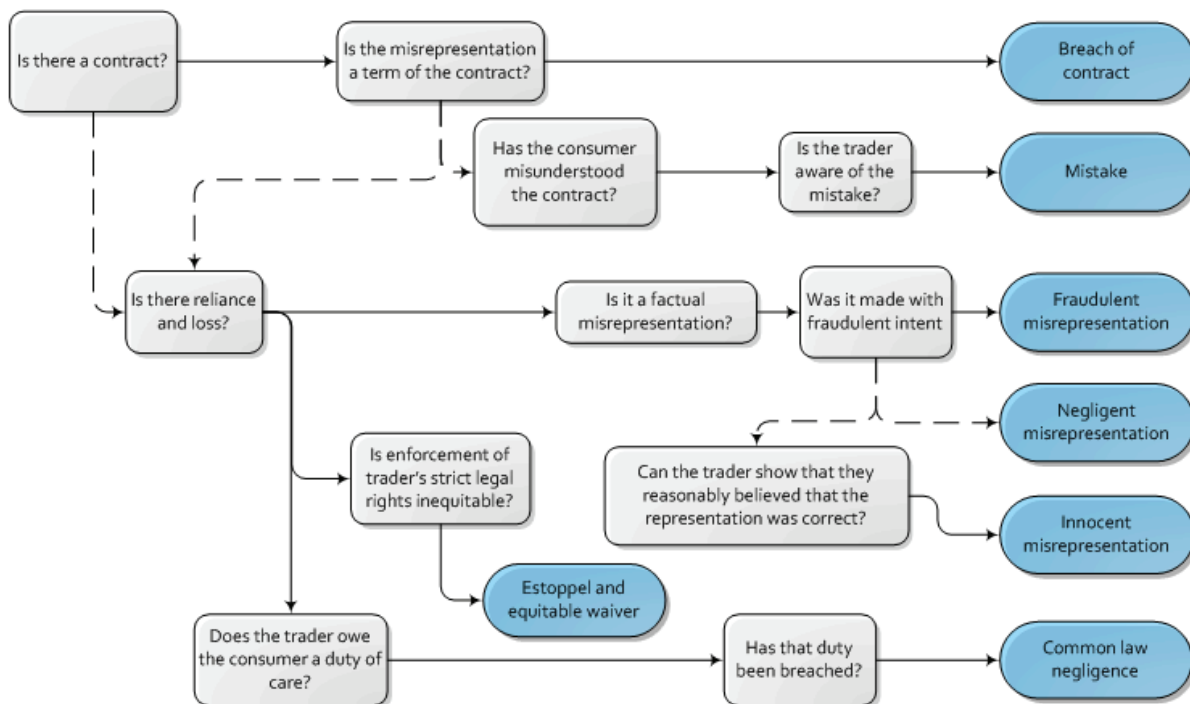 Is there a contract?
Is the misrepresentation
a term of the contract?
Breach of
contract
Has the consumer
misunderstood
the contract?
Is the trader
aware of the
mistake?
Mistake
Is there reliance
and loss?
Is it a factual
misrepresentation?
Was it made with
fraudulent intent
Fraudulent
misrepresentation
Negligent
misrepresentation
Is enforcement of
trader's strict legal
rights inequitable?
Can the trader show that they
reasonably believed that the
representation was correct?
Innocent
misrepresentation
Estoppel and
equitable waiver
Does the trader owe
the consumer a duty of
care?
Has that duty
been breached?
Common law
negligence